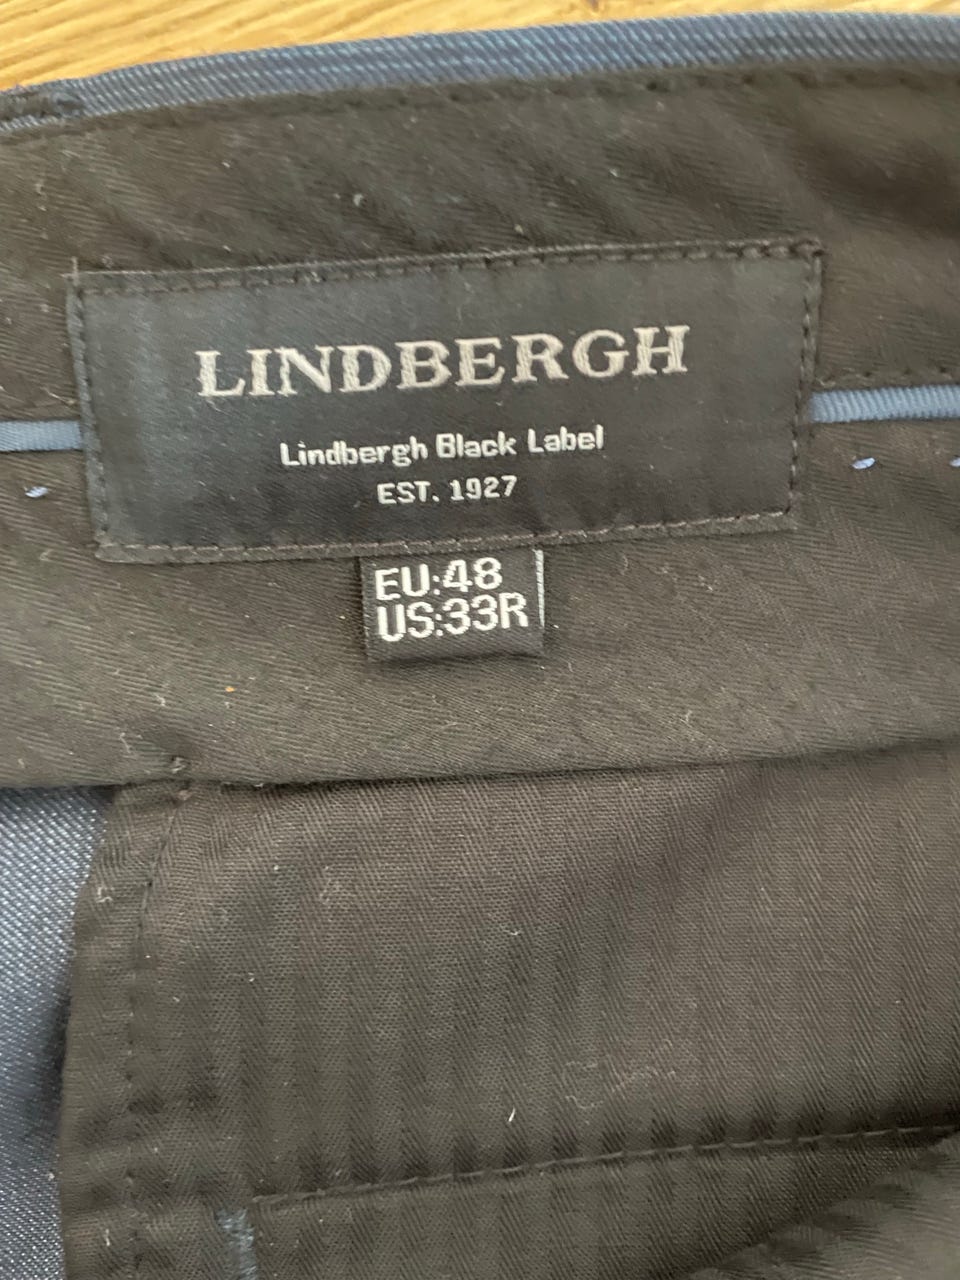 LINDBERGH
Lindbergh Black Label
EST. 1927
EU:48
US:33R